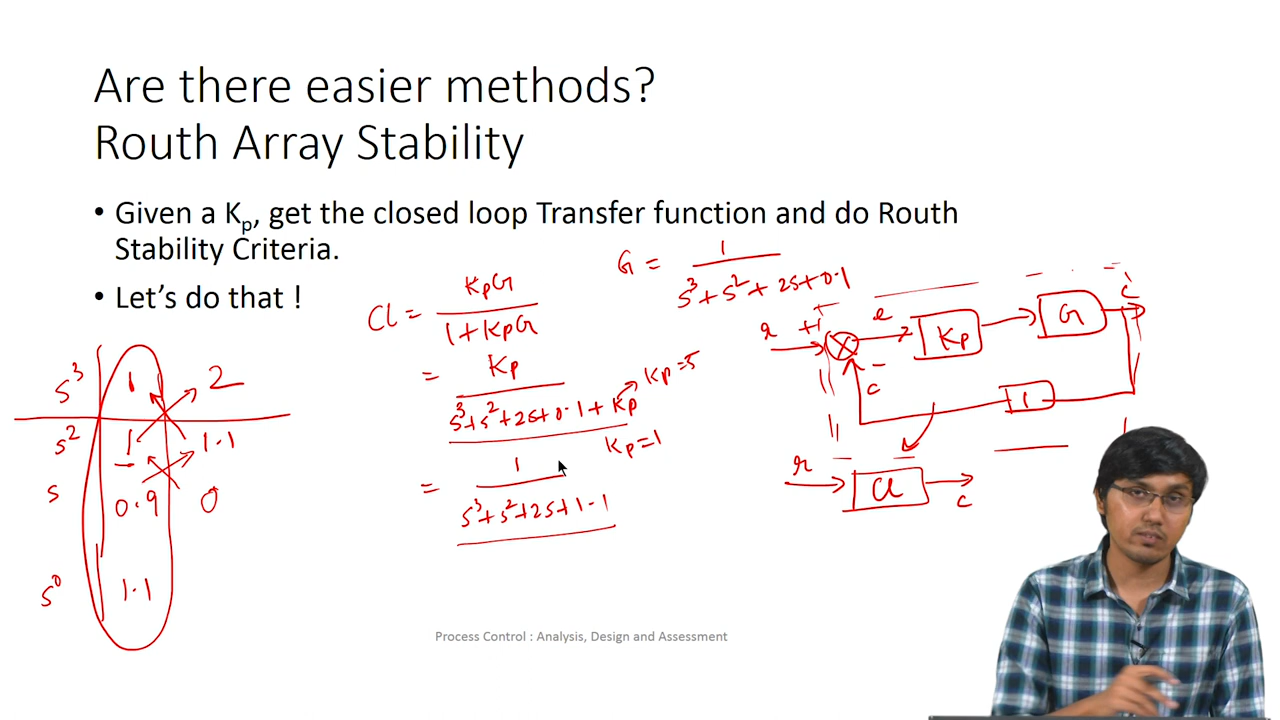 Are there easier methods?
Routh Array Stability
• Given a Kp, get the closed loop Transfer function and do Routh
Stability Criteria.
• Let's do that !
G = 1 / (s³ + s² + 2s + 0.1)
Cl = KpG / (1 + KpG)
= Kp / (s³ + s² + 2s + 0.1 + Kp)
Kp = 5
Kp = 1
= 1 / (s³ + s² + 2s + 1.1)
s³ 1 2
s² 1 1.1
s 0.9 0
s⁰ 1.1
r + e Kp G c
- c 1
r Cl c
Process Control : Analysis, Design and Assessment